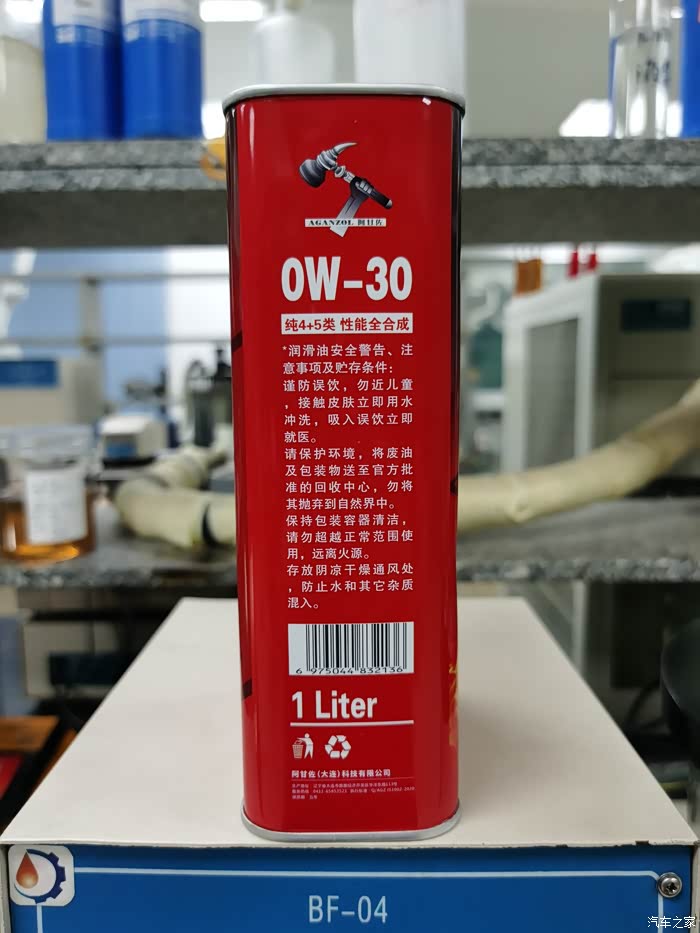 AGANZOL 阿甘佐
0W-30
纯4+5类 性能全合成
*润滑油安全警告、注
意事项及贮存条件：
谨防误饮，勿近儿童
，接触皮肤立即用水
冲洗，吸入误饮立即
就医。
请保护环境，将废油
及包装物送至官方批
准的回收中心，勿将
其抛弃到自然界中。
保持包装容器清洁，
请勿超越正常范围使
用，远离火源。
存放阴凉干燥通风处
，防止水和其它杂质
混入。
6 975044 832136
1 Liter
阿甘佐(大连)科技有限公司
BF-04
汽车之家